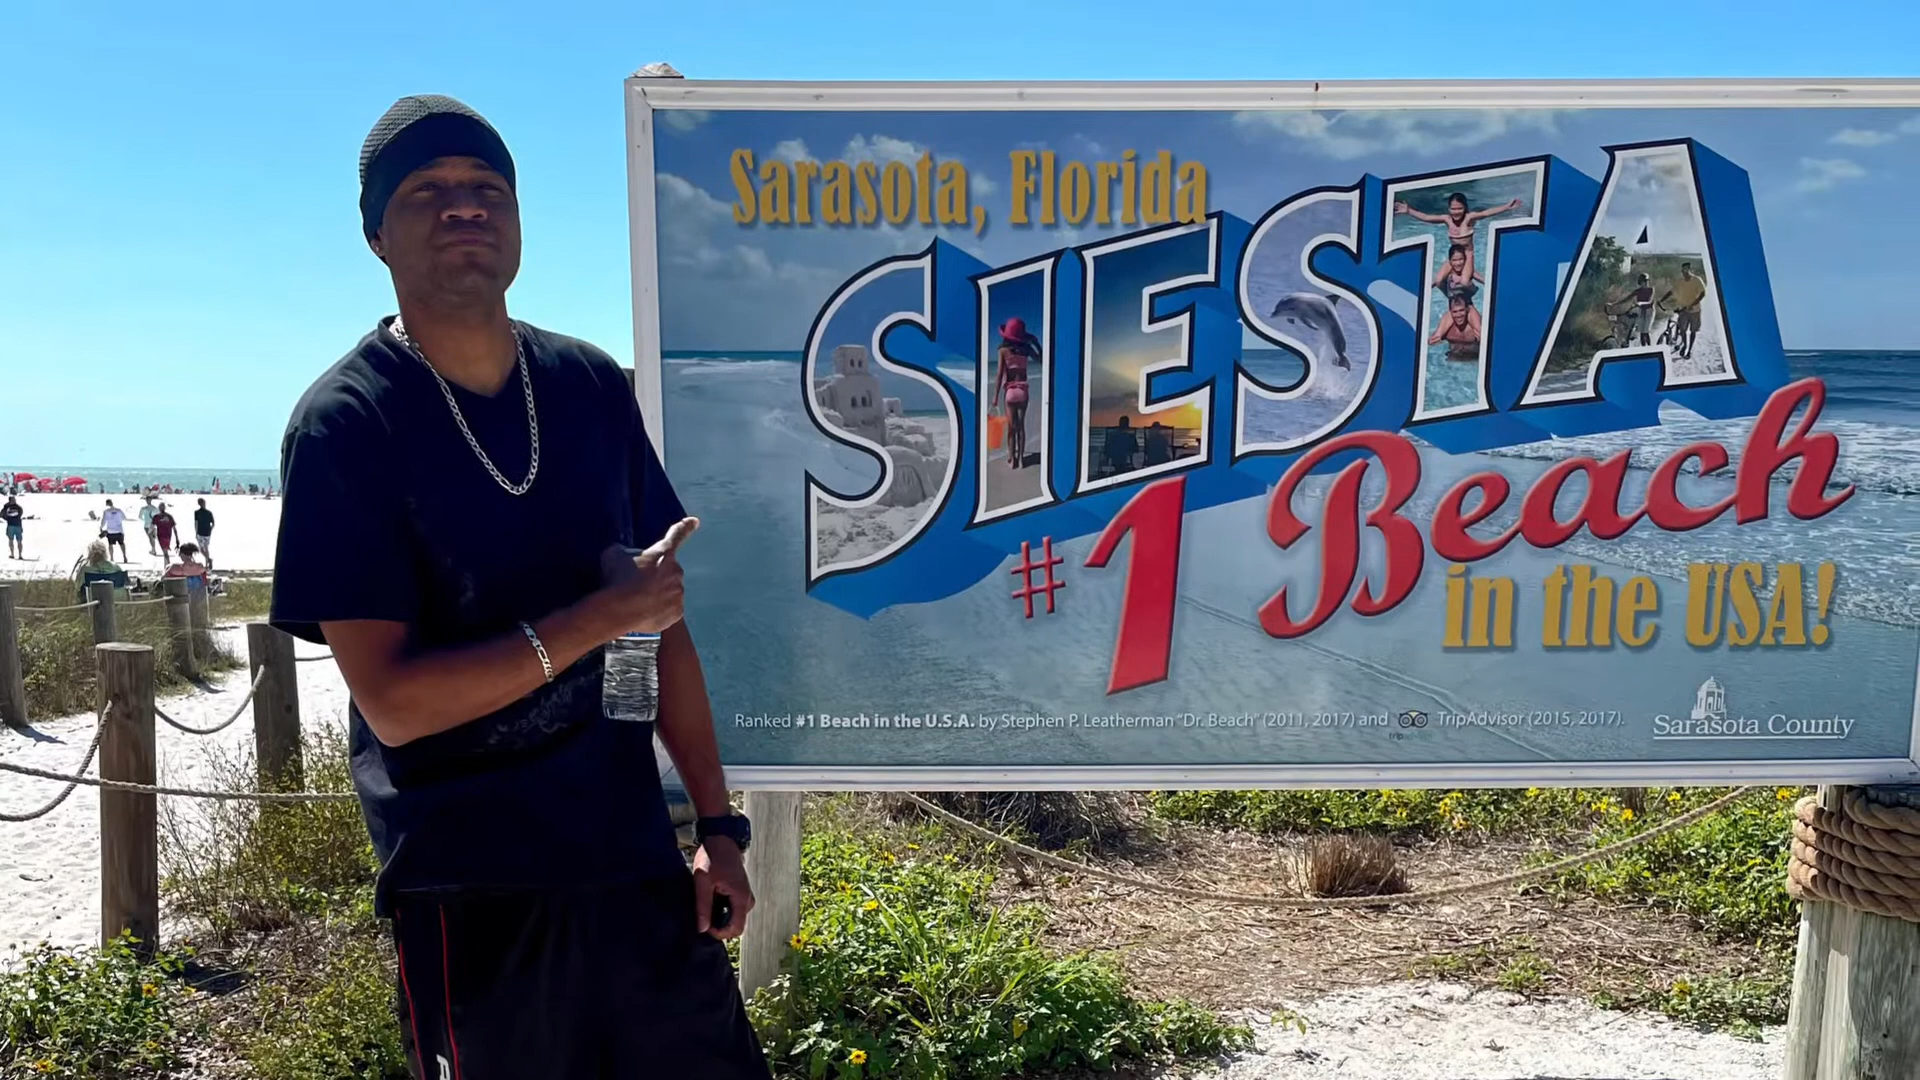 Sarasota, Florida
SIESTA
#1 Beach
in the USA!
Ranked #1 Beach in the U.S.A. by Stephen P. Leatherman "Dr. Beach" (2011, 2017) and TripAdvisor (2015, 2017).
trip
Sarasota County